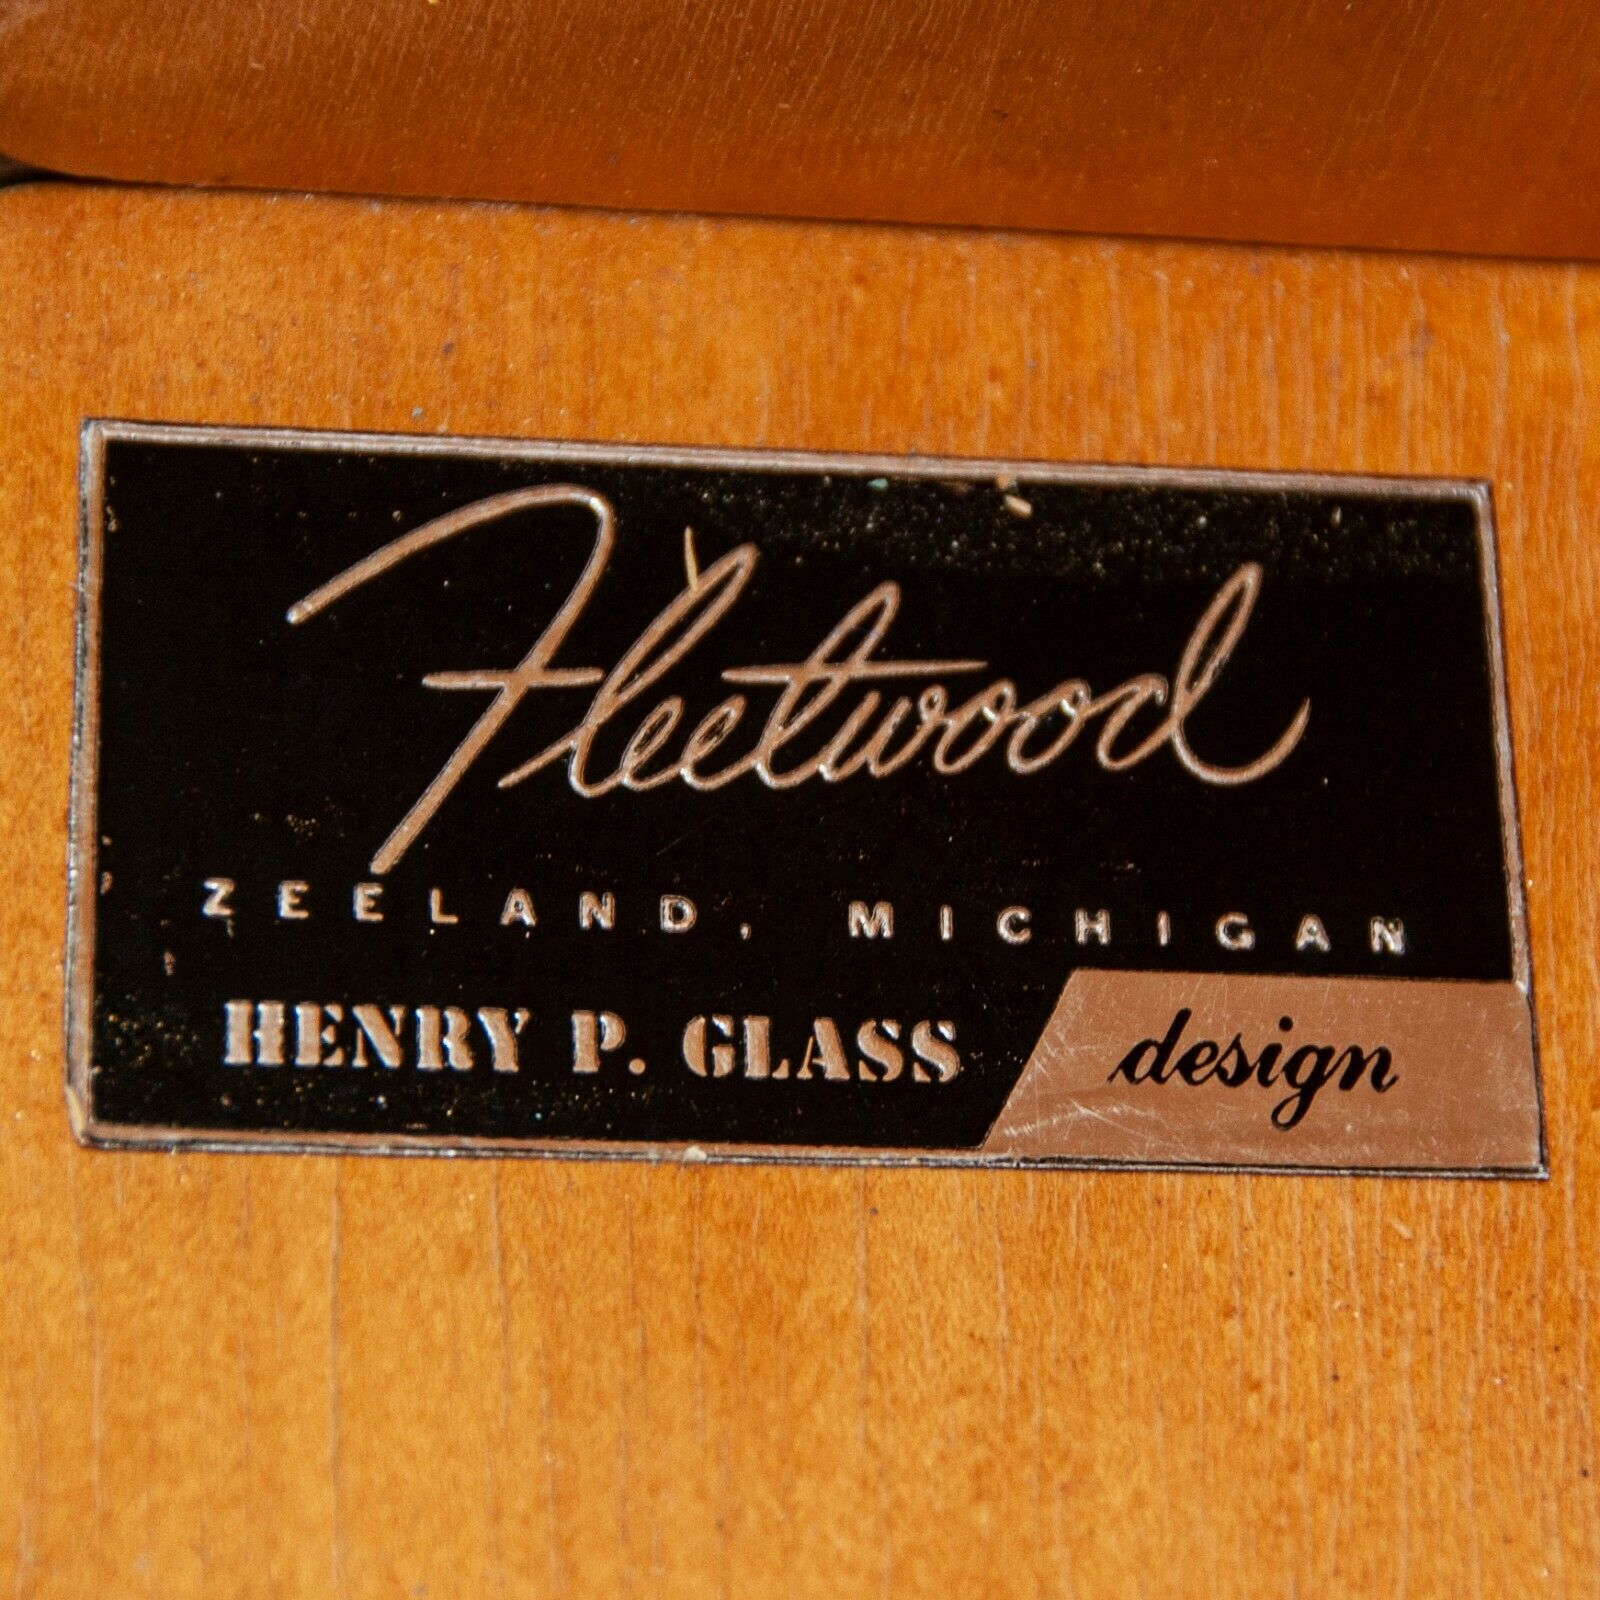 Fleetwood
ZEELAND, MICHIGAN
HENRY P. GLASS design